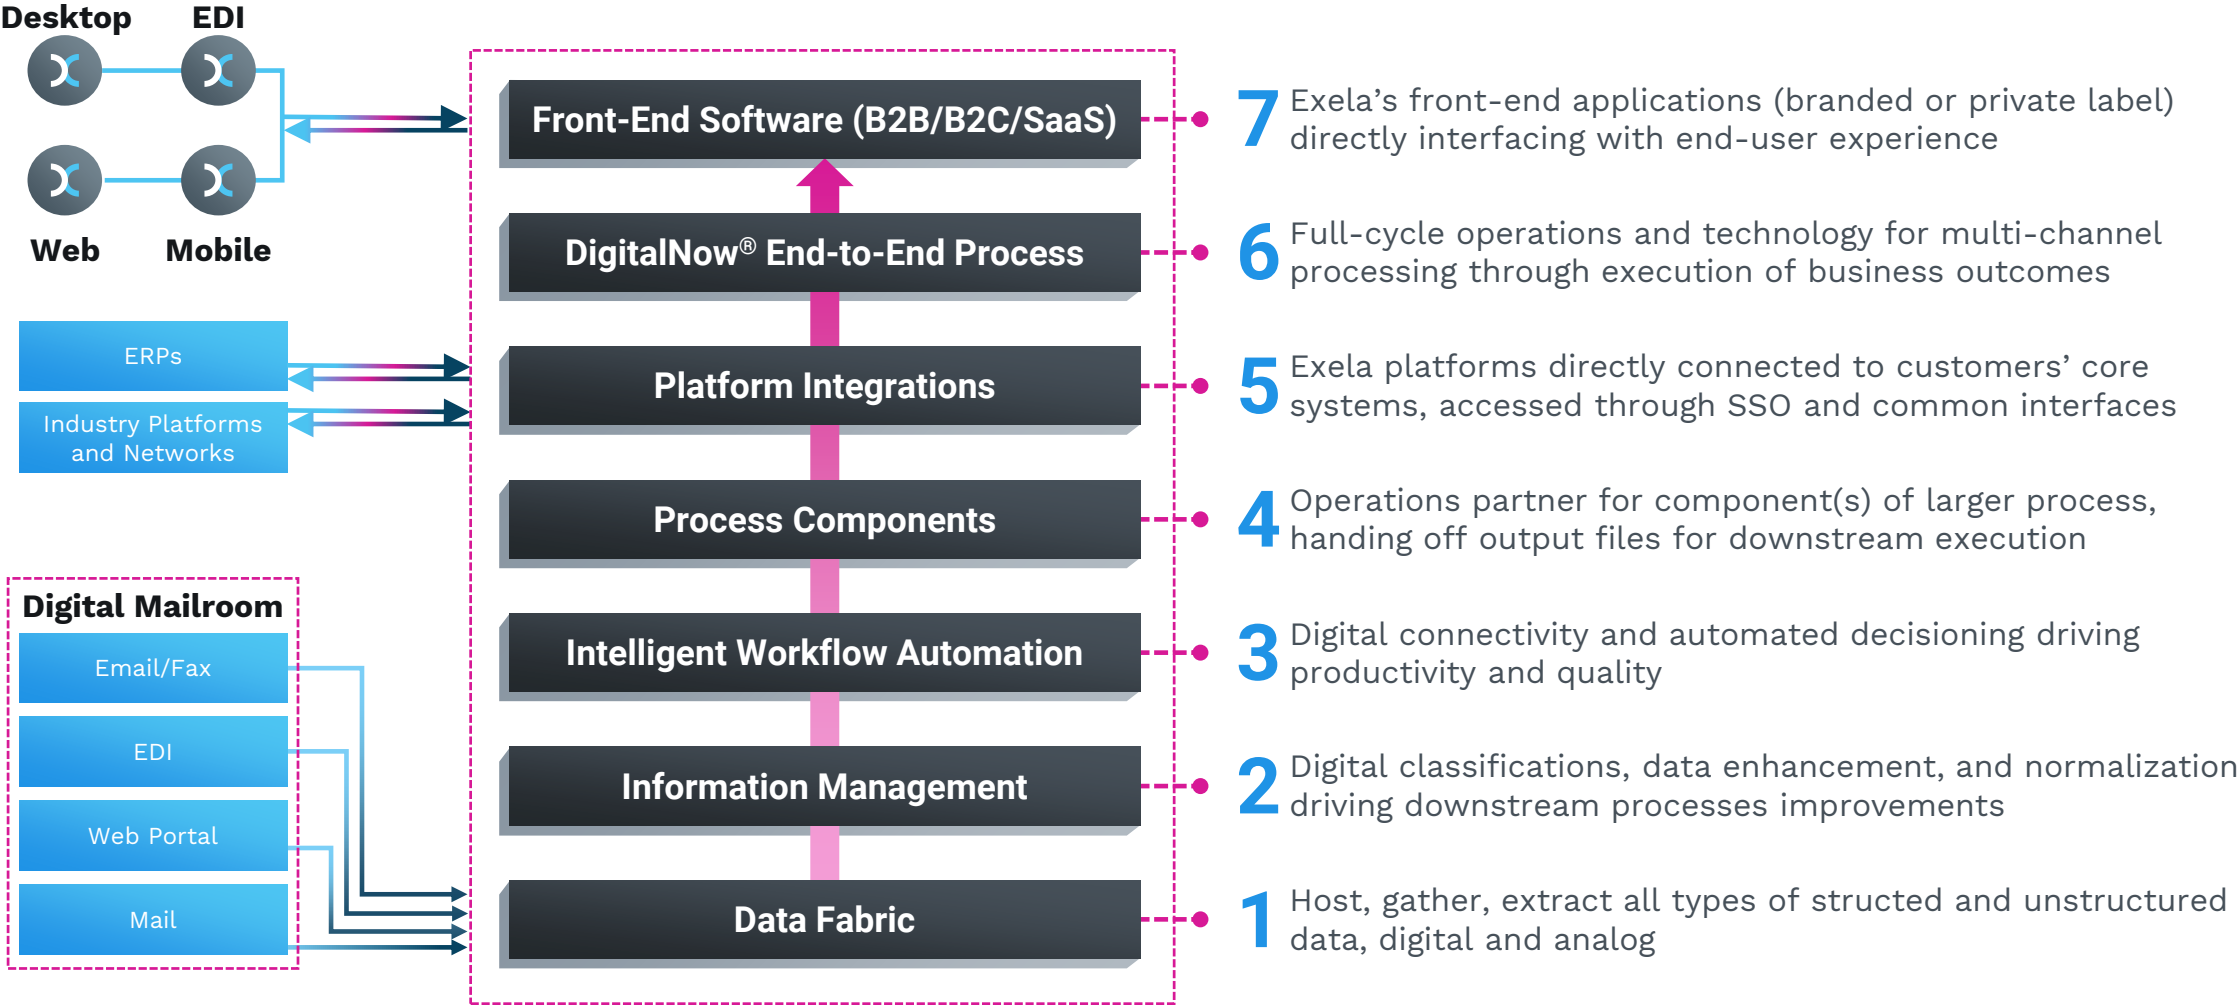 Desktop
EDI
Web
Mobile
ERPs
Industry Platforms
and Networks
Digital Mailroom
Email/Fax
EDI
Web Portal
Mail
Front-End Software (B2B/B2C/SaaS)
DigitalNow® End-to-End Process
Platform Integrations
Process Components
Intelligent Workflow Automation
Information Management
Data Fabric
7 Exela’s front-end applications (branded or private label)
directly interfacing with end-user experience
6 Full-cycle operations and technology for multi-channel
processing through execution of business outcomes
5 Exela platforms directly connected to customers’ core
systems, accessed through SSO and common interfaces
4 Operations partner for component(s) of larger process,
handing off output files for downstream execution
3 Digital connectivity and automated decisioning driving
productivity and quality
2 Digital classifications, data enhancement, and normalization
driving downstream processes improvements
1 Host, gather, extract all types of structed and unstructured
data, digital and analog